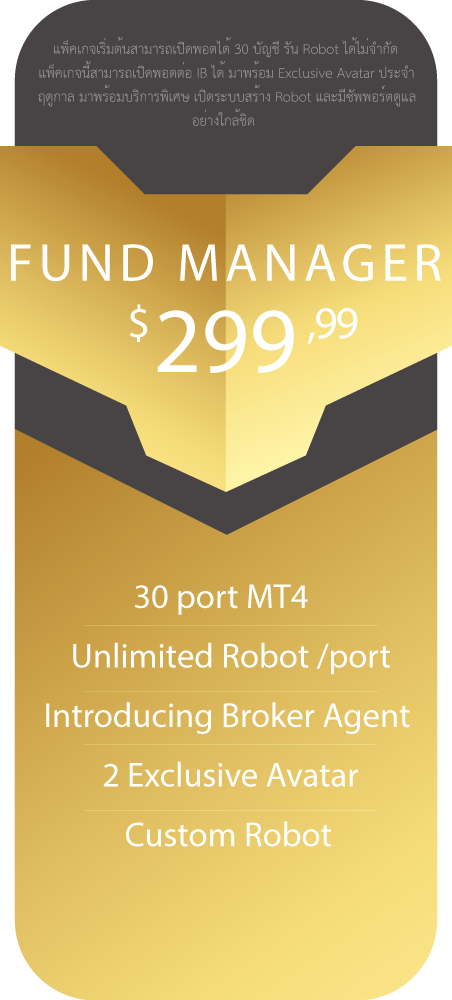 แพ็คเกจเริ่มต้นสามารถเปิดพอตได้ 30 บัญชี รัน Robot ได้ไม่จำกัด
แพ็คเกจนี้สามารถเปิดพอตต่อ IB ได้ มาพร้อม Exclusive Avatar ประจำ
ฤดูกาล มาพร้อมบริการพิเศษ เปิดระบบสร้าง Robot และมีซัพพอร์ตดูแล
อย่างใกล้ชิด
FUND MANAGER
$299,99
30 port MT4
Unlimited Robot /port
Introducing Broker Agent
2 Exclusive Avatar
Custom Robot